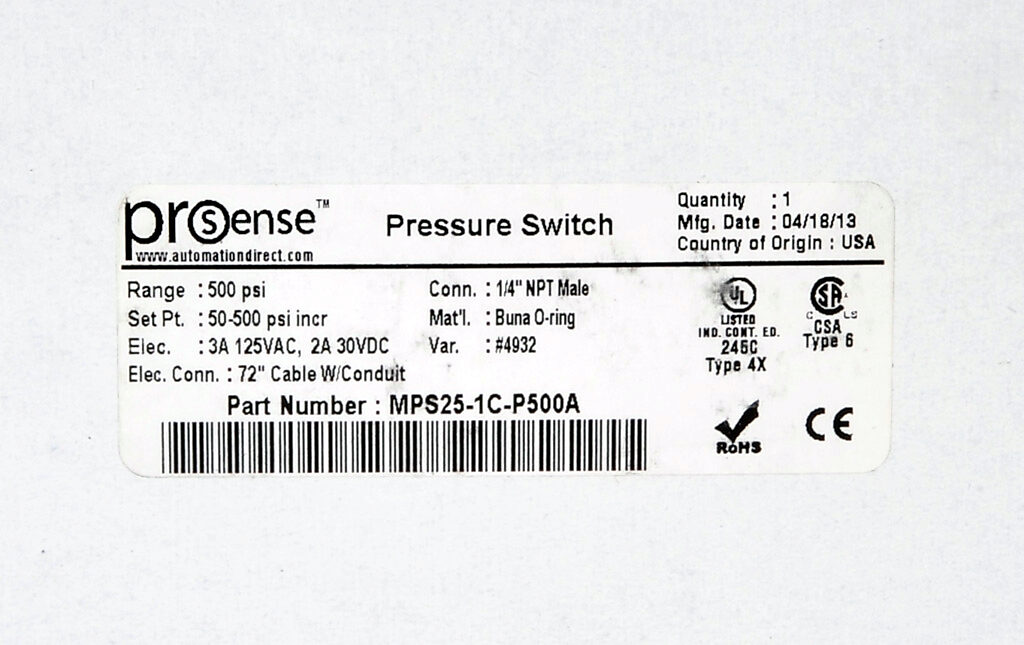 prosense™
www.automationdirect.com
Pressure Switch
Quantity : 1
Mfg. Date : 04/18/13
Country of Origin : USA
Range : 500 psi
Set Pt. : 50-500 psi incr
Elec. : 3A 125VAC, 2A 30VDC
Elec. Conn. : 72" Cable W/Conduit
Conn. : 1/4" NPT Male
Mat'l. : Buna O-ring
Var. : #4932
Part Number : MPS25-1C-P500A
UL
LISTED
IND. CONT. EQ.
245C
Type 4X
SA
C LS
CSA
Type 6
RoHS
CE